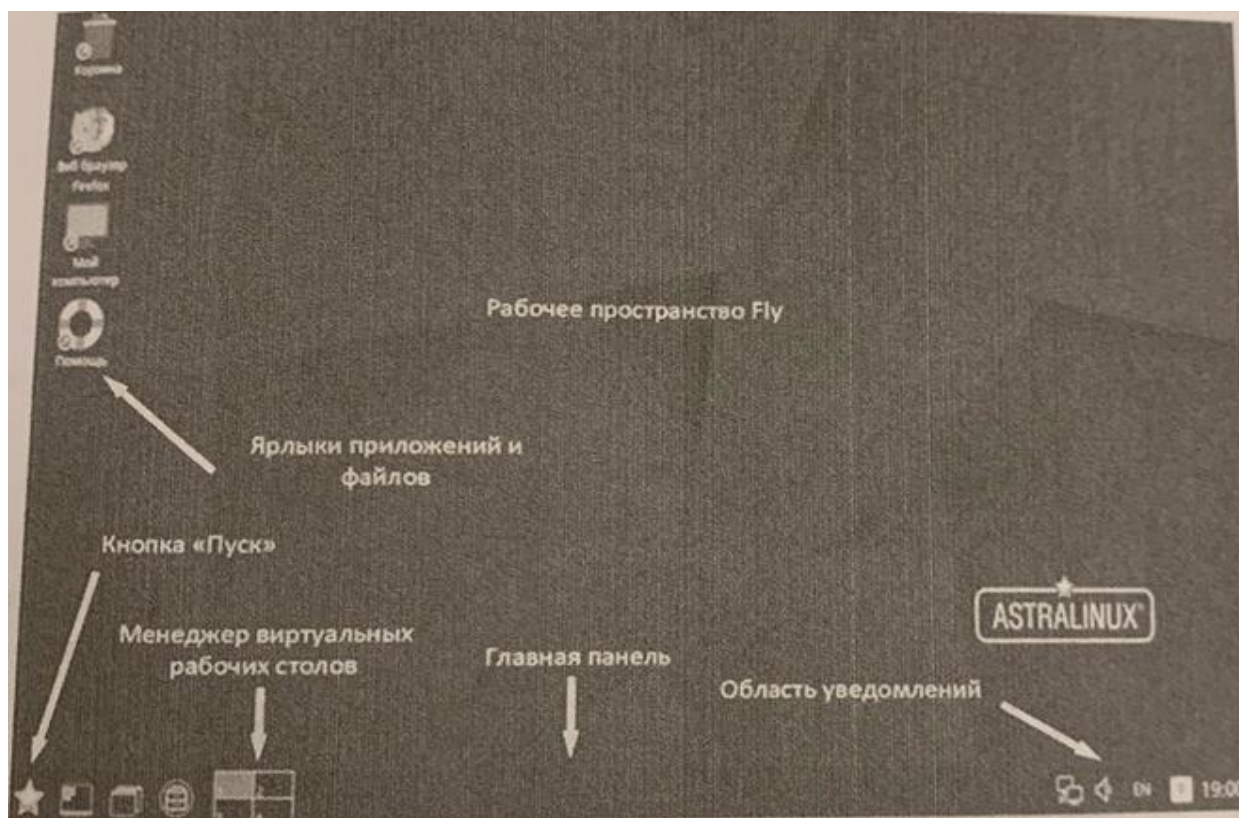 Корзина
Веб браузер
Firefox
Мой
компьютер
Помощь
Рабочее пространство Fly
Ярлыки приложений и
файлов
Кнопка «Пуск»
ASTRALINUX®
Менеджер виртуальных
рабочих столов
Главная панель
Область уведомлений
EN
19:00